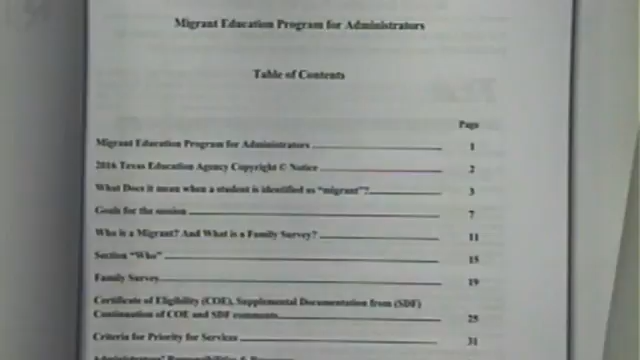 Migrant Education Program for Administrators
Table of Contents
Page
Migrant Education Program for Administrators 1
2016 Texas Education Agency Copyright © Notice 2
What Does it mean when a student is identified as "migrant"? 3
Goals for the session 7
Who is a Migrant? And What is a Family Survey? 11
Section "Who" 15
Family Survey 19
Certificate of Eligibility (COE), Supplemental Documentation from (SDF)
Continuation of COE and SDF comments 25
Criteria for Priority for Services 31
Administrators' Responsibilities &